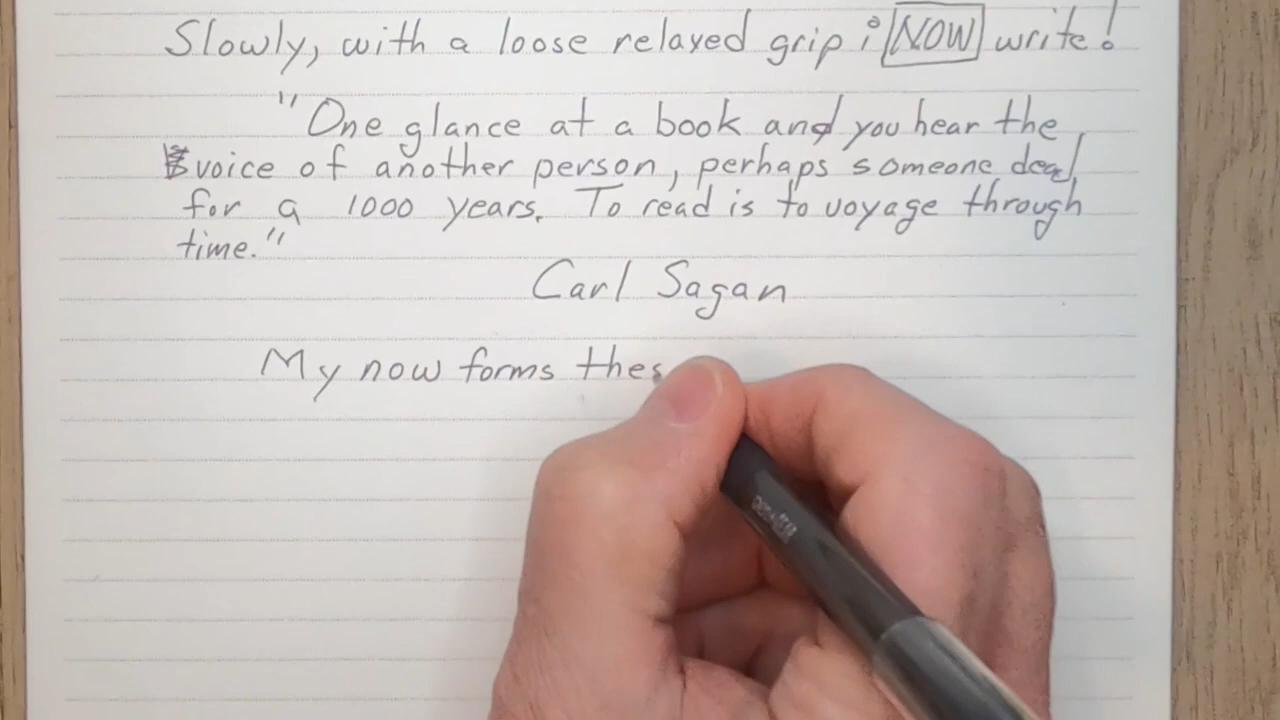 Slowly, with a loose relaxed grip ; NOW write!
"One glance at a book and you hear the
voice of another person, perhaps someone dead
for a 1000 years. To read is to voyage through
time."
Carl Sagan
My now forms thes